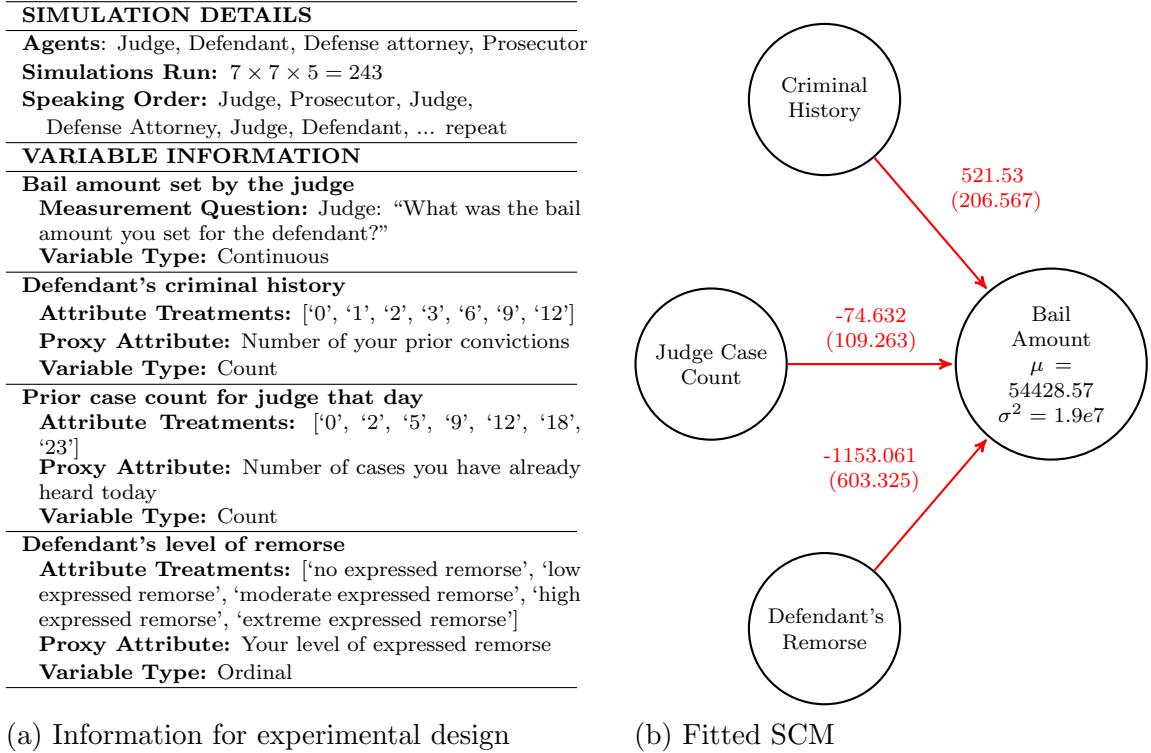 SIMULATION DETAILS
Agents: Judge, Defendant, Defense attorney, Prosecutor
Simulations Run: 7 × 7 × 5 = 243
Speaking Order: Judge, Prosecutor, Judge,
Defense Attorney, Judge, Defendant, ... repeat
VARIABLE INFORMATION
Bail amount set by the judge
Measurement Question: Judge: “What was the bail
amount you set for the defendant?”
Variable Type: Continuous
Defendant's criminal history
Attribute Treatments: [‘0’, ‘1’, ‘2’, ‘3’, ‘6’, ‘9’, ‘12’]
Proxy Attribute: Number of your prior convictions
Variable Type: Count
Prior case count for judge that day
Attribute Treatments: [‘0’, ‘2’, ‘5’, ‘9’, ‘12’, ‘18’,
‘23’]
Proxy Attribute: Number of cases you have already
heard today
Variable Type: Count
Defendant's level of remorse
Attribute Treatments: [‘no expressed remorse’, ‘low
expressed remorse’, ‘moderate expressed remorse’, ‘high
expressed remorse’, ‘extreme expressed remorse’]
Proxy Attribute: Your level of expressed remorse
Variable Type: Ordinal
(a) Information for experimental design
Criminal
History
521.53
(206.567)
Judge Case
Count
-74.632
(109.263)
Bail
Amount
μ =
54428.57
σ² = 1.9e7
-1153.061
(603.325)
Defendant's
Remorse
(b) Fitted SCM